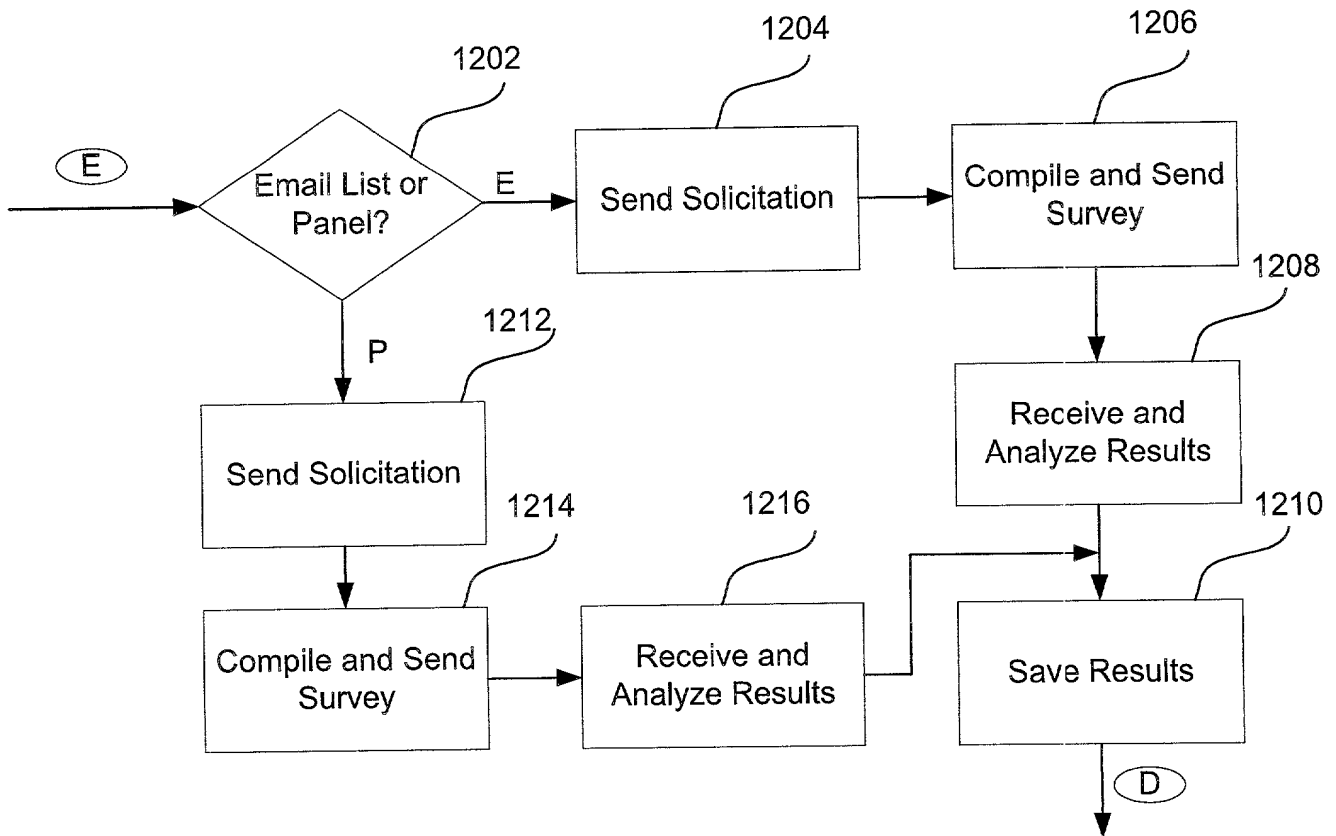 1202
1204
1206
E
Email List or
Panel?
E
Send Solicitation
Compile and Send
Survey
1208
P
1212
Receive and
Analyze Results
Send Solicitation
1214
1216
1210
Compile and Send
Survey
Receive and
Analyze Results
Save Results
D